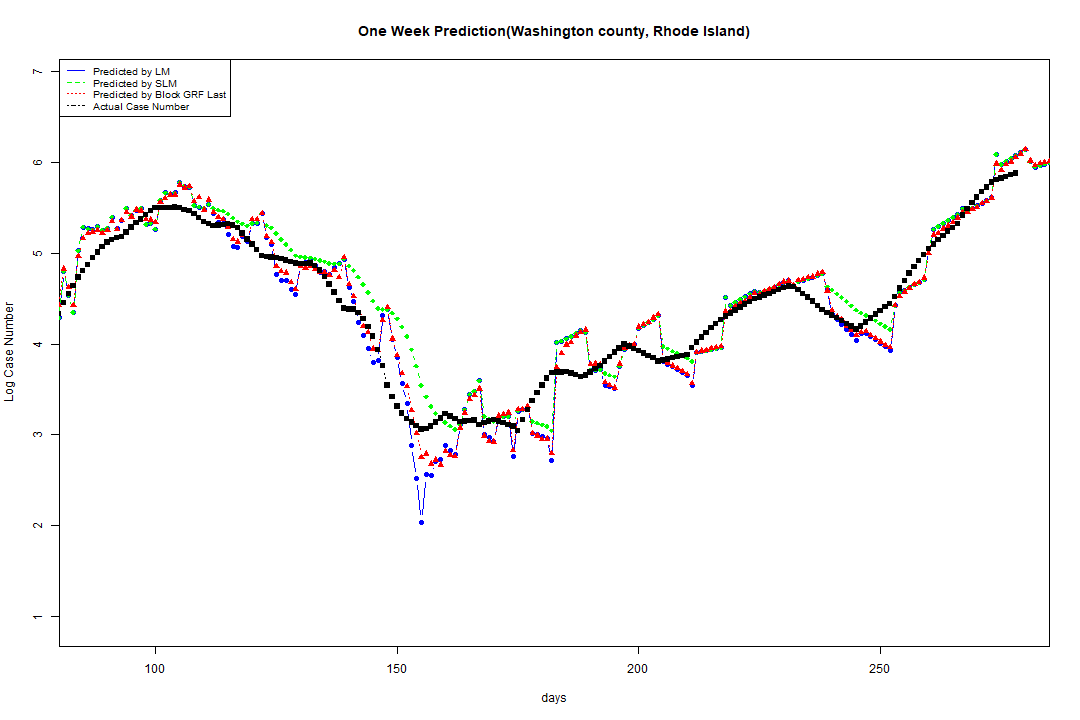 One Week Prediction(Washington county, Rhode Island)
Predicted by LM
Predicted by SLM
Predicted by Block GRF Last
Actual Case Number
7
6
5
4
3
2
1
Log Case Number
100 150 200 250
days